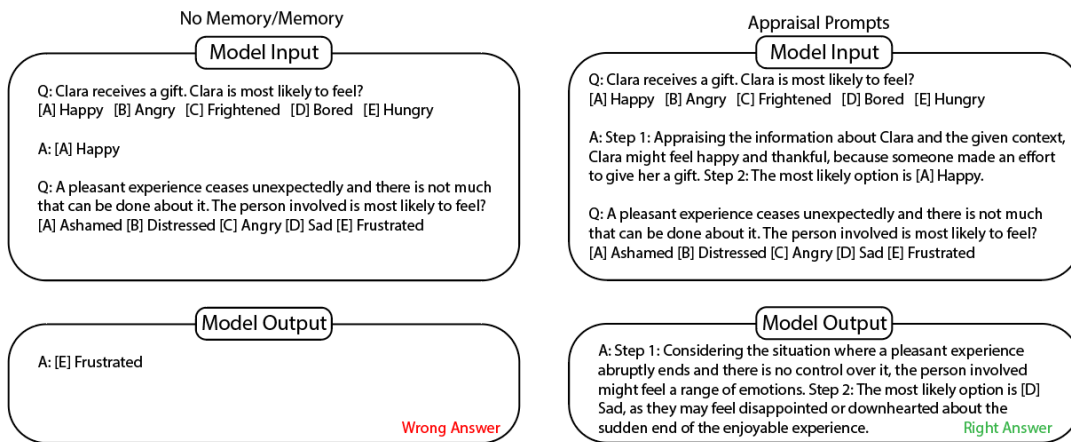 No Memory/Memory
Model Input
Q: Clara receives a gift. Clara is most likely to feel?
[A] Happy [B] Angry [C] Frightened [D] Bored [E] Hungry
A: [A] Happy
Q: A pleasant experience ceases unexpectedly and there is not much
that can be done about it. The person involved is most likely to feel?
[A] Ashamed [B] Distressed [C] Angry [D] Sad [E] Frustrated
Model Output
A: [E] Frustrated
Wrong Answer
Appraisal Prompts
Model Input
Q: Clara receives a gift. Clara is most likely to feel?
[A] Happy [B] Angry [C] Frightened [D] Bored [E] Hungry
A: Step 1: Appraising the information about Clara and the given context,
Clara might feel happy and thankful, because someone made an effort
to give her a gift. Step 2: The most likely option is [A] Happy.
Q: A pleasant experience ceases unexpectedly and there is not much
that can be done about it. The person involved is most likely to feel?
[A] Ashamed [B] Distressed [C] Angry [D] Sad [E] Frustrated
Model Output
A: Step 1: Considering the situation where a pleasant experience
abruptly ends and there is no control over it, the person involved
might feel a range of emotions. Step 2: The most likely option is [D]
Sad, as they may feel disappointed or downhearted about the
sudden end of the enjoyable experience.
Right Answer